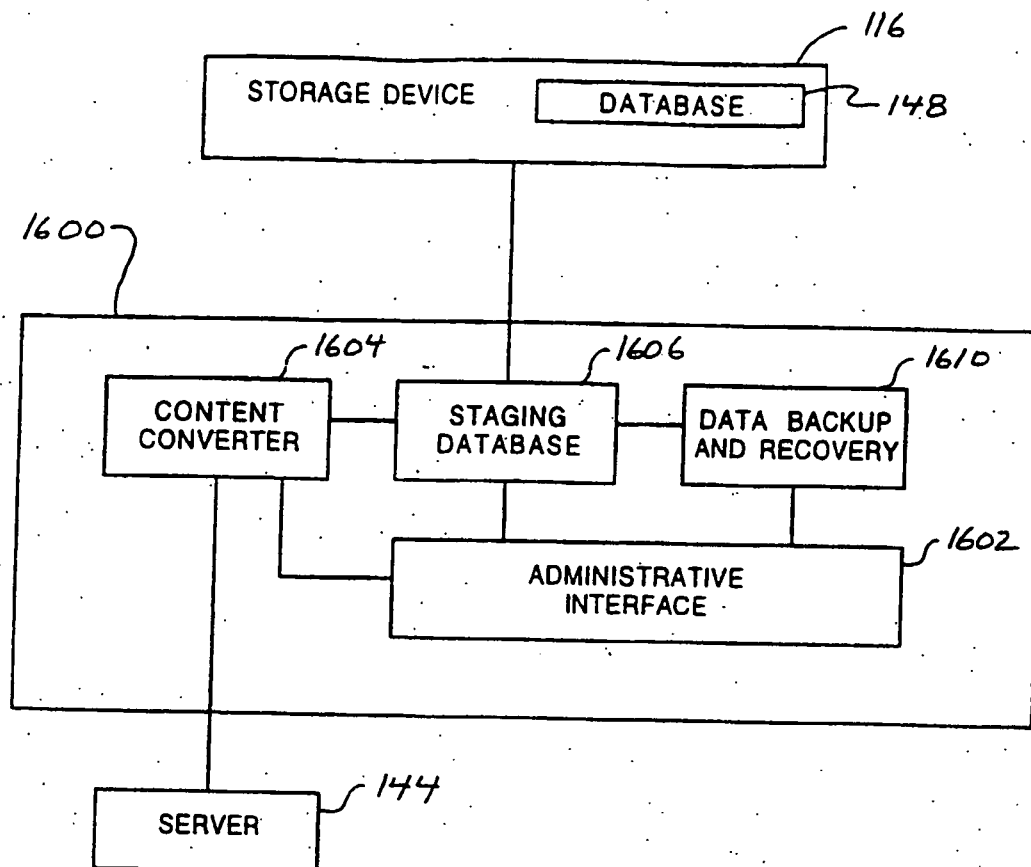 116
STORAGE DEVICE
DATABASE
148
1600
1604
1606
1610
CONTENT
CONVERTER
STAGING
DATABASE
DATA BACKUP
AND RECOVERY
1602
ADMINISTRATIVE
INTERFACE
144
SERVER